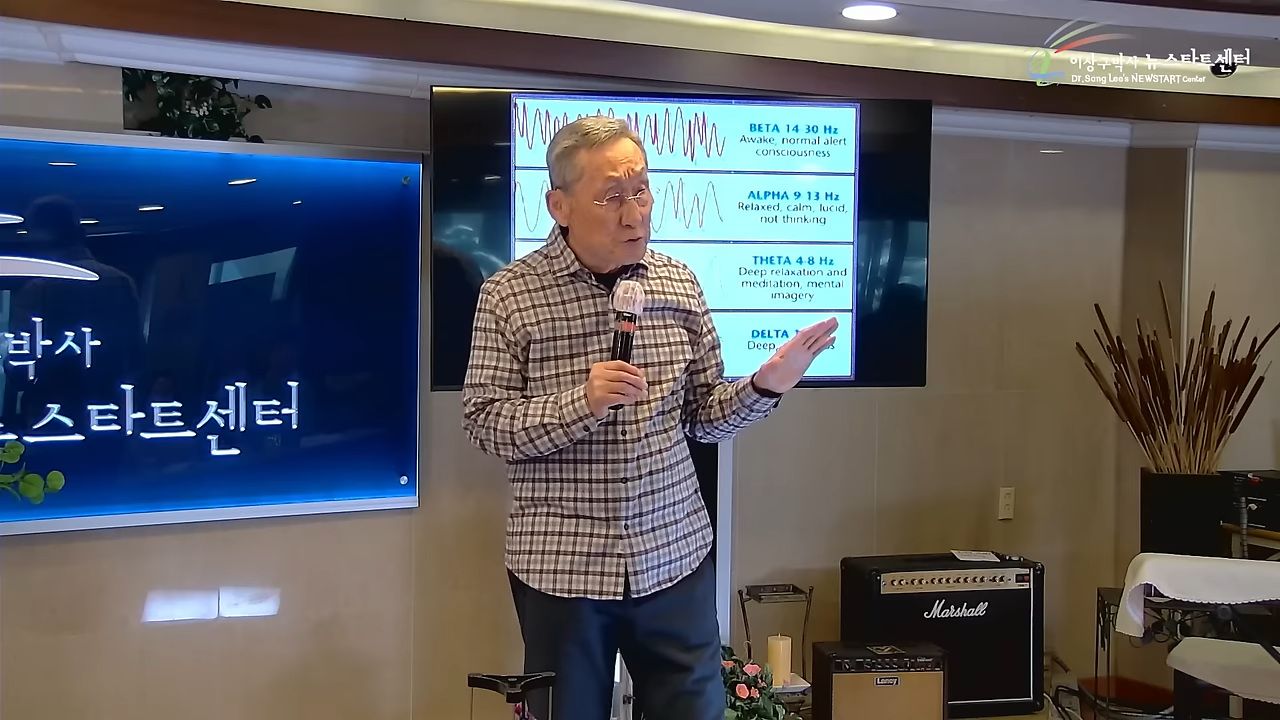 이상구박사 뉴스타트센터
Dr. Sang Lee's NEWSTART Center
BETA 14-30 Hz
Awake, normal alert
consciousness
ALPHA 9-13 Hz
Relaxed, calm, lucid,
not thinking
THETA 4-8 Hz
Deep relaxation and
meditation, mental
imagery
DELTA
Deep,
박사
스타트센터
Marshall
Laney